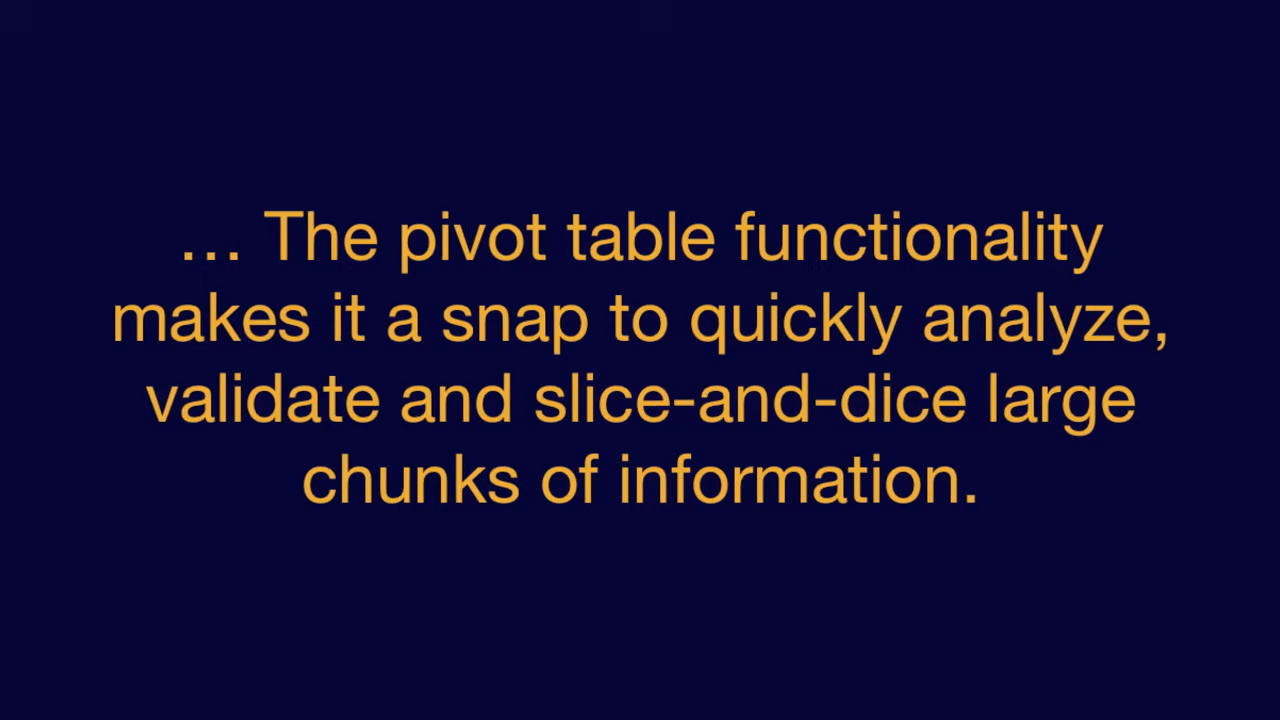 … The pivot table functionality
makes it a snap to quickly analyze,
validate and slice-and-dice large
chunks of information.